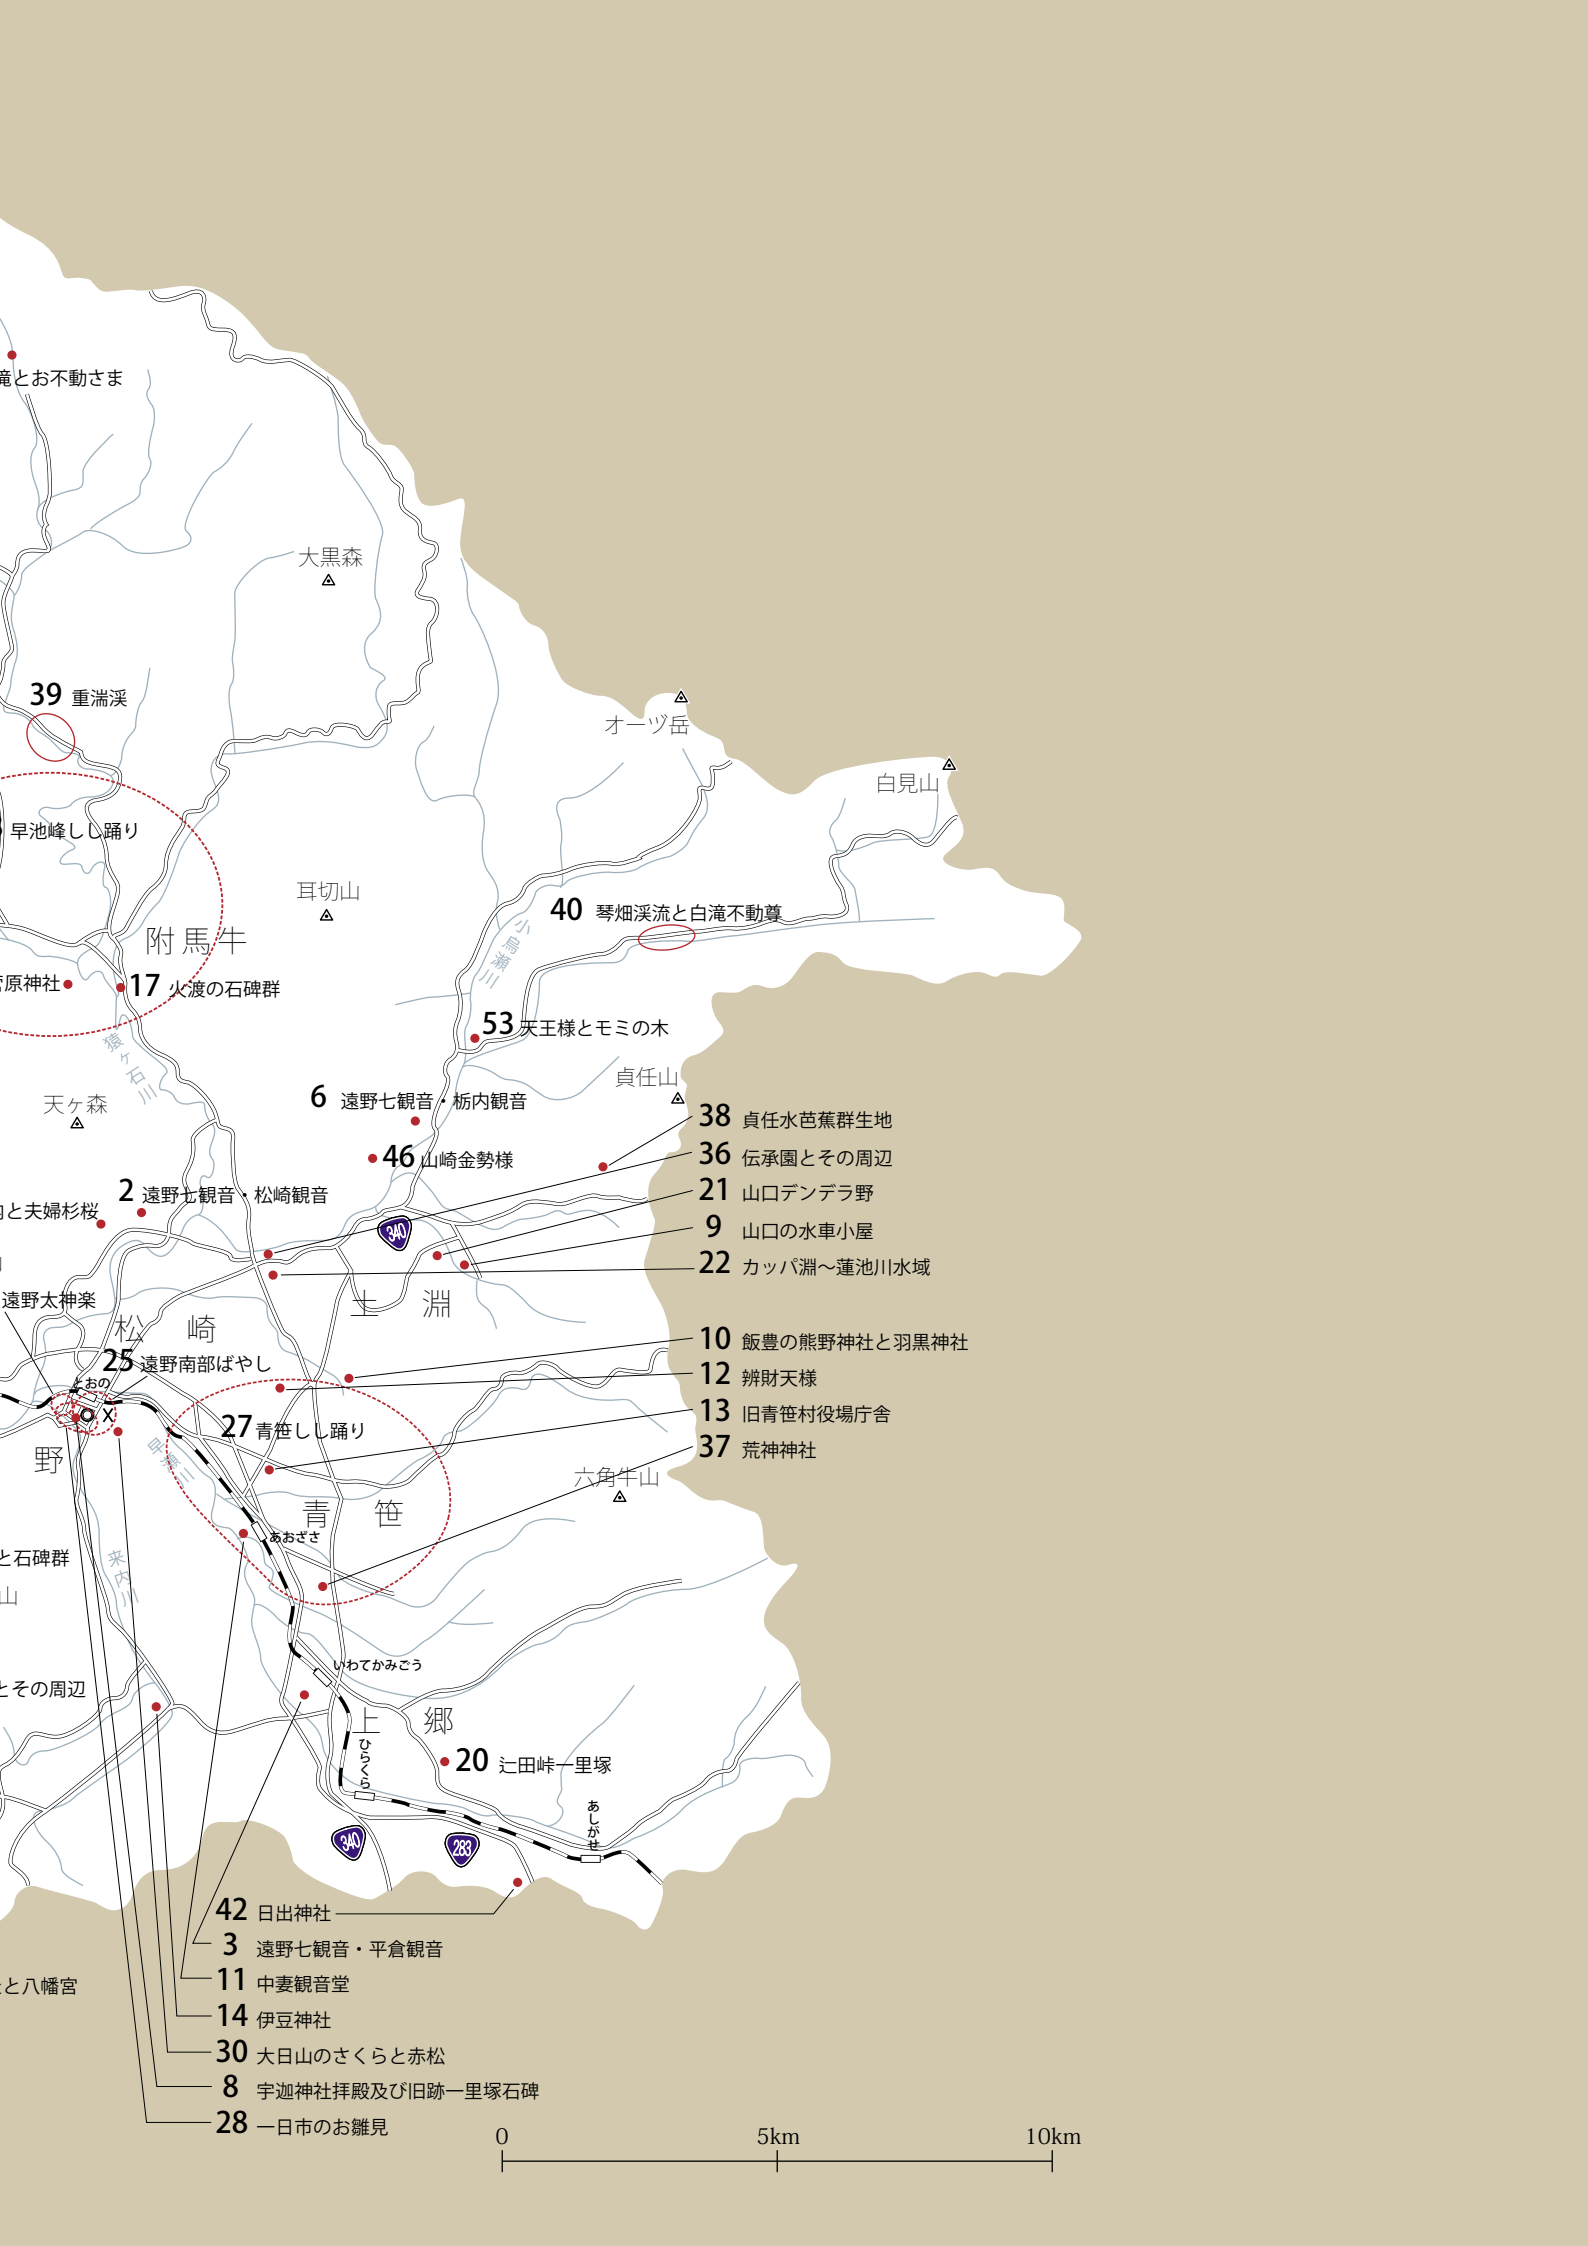 滝とお不動さま
大黒森
39 重湍渓
オーヅ岳
白見山
早池峰しし踊り
耳切山
40 琴畑渓流と白滝不動尊
附馬牛
小烏瀬川
原神社
17 火渡の石碑群
53 天王様とモミの木
猿ヶ石川
貞任山
天ヶ森
6 遠野七観音・栃内観音
38 貞任水芭蕉群生地
46 山崎金勢様
36 伝承園とその周辺
2 遠野七観音・松崎観音
21 山口デンデラ野
と夫婦杉桜
340
9 山口の水車小屋
22 カッパ淵〜蓮池川水域
遠野太神楽
土淵
松崎
10 飯豊の熊野神社と羽黒神社
25 遠野南部ばやし
12 辨財天様
とおの
X
13 旧青笹村役場庁舎
27 青笹しし踊り
37 荒神神社
野
早瀬川
六角牛山
青笹
あおざさ
と石碑群
来内川
山
いわてかみごう
とその周辺
上郷
ひらくら
20 辷田峠一里塚
あしがせ
340
283
42 日出神社
3 遠野七観音・平倉観音
11 中妻観音堂
と八幡宮
14 伊豆神社
30 大日山のさくらと赤松
8 宇迦神社拝殿及び旧跡一里塚石碑
28 一日市のお雛見
0 5km 10km